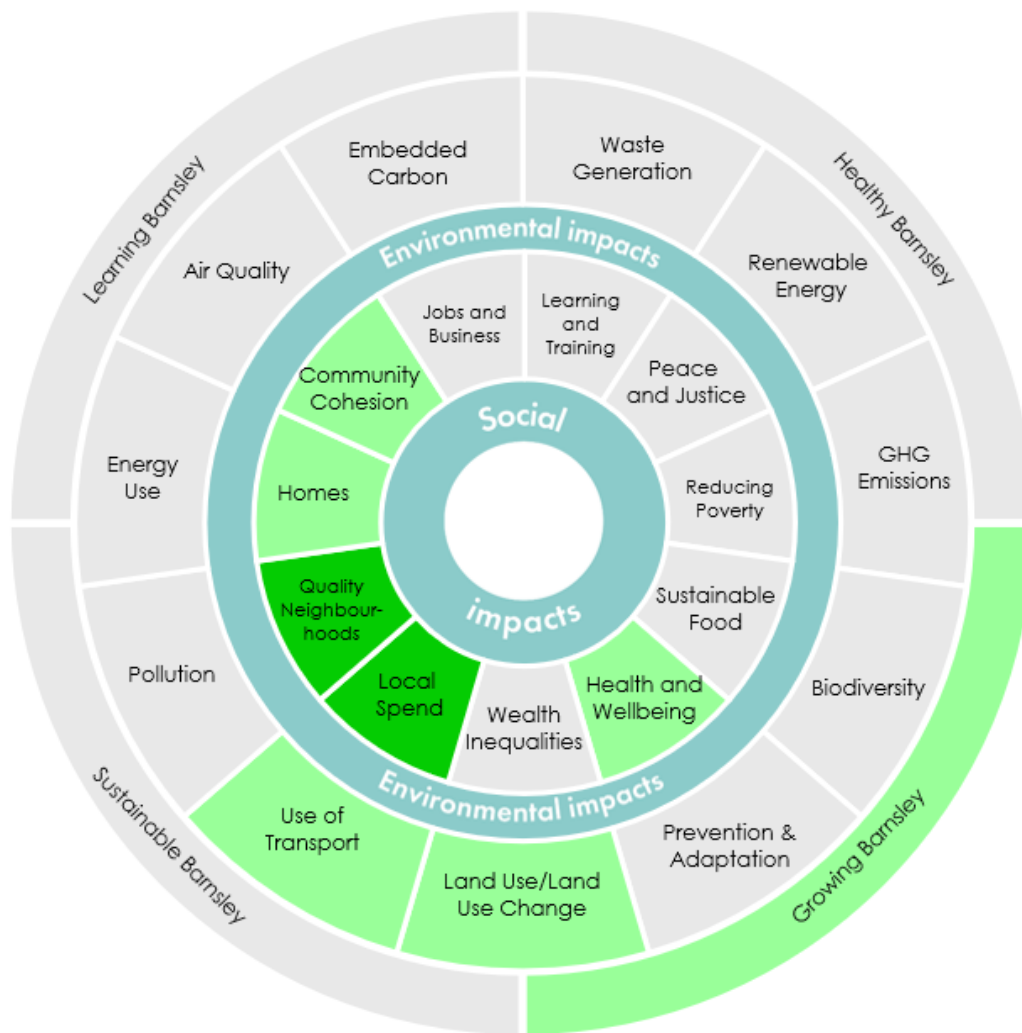 Learning Barnsley
Healthy Barnsley
Growing Barnsley
Sustainable Barnsley
Environmental impacts
Embedded
Carbon
Waste
Generation
Renewable
Energy
GHG
Emissions
Biodiversity
Prevention &
Adaptation
Land Use/Land
Use Change
Use of
Transport
Pollution
Energy
Use
Air Quality
Environmental impacts
Social
impacts
Jobs and
Business
Learning
and
Training
Peace
and Justice
Reducing
Poverty
Sustainable
Food
Health and
Wellbeing
Wealth
Inequalities
Local
Spend
Quality
Neighbour-
hoods
Homes
Community
Cohesion